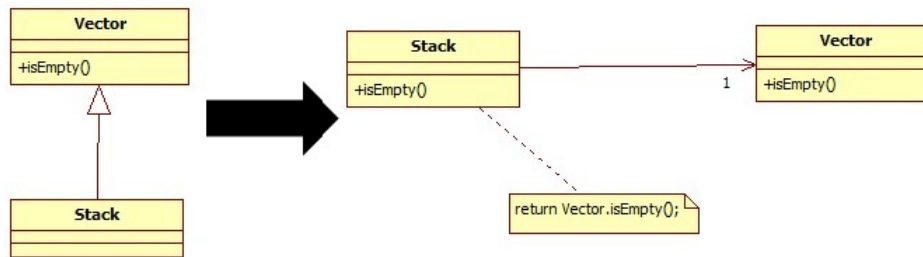 Vector
+isEmpty()
Stack
Stack
+isEmpty()
1
Vector
+isEmpty()
return Vector.isEmpty();